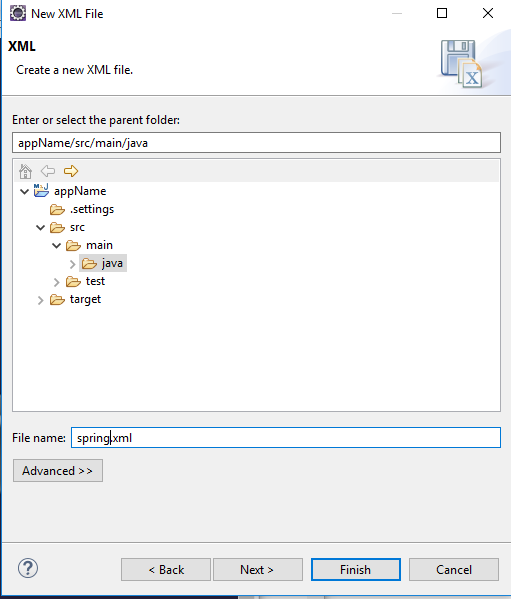 New XML File
XML
Create a new XML file.
Enter or select the parent folder:
appName/src/main/java
appName
.settings
src
main
java
test
target
File name: spring.xml
Advanced >>
? < Back Next > Finish Cancel